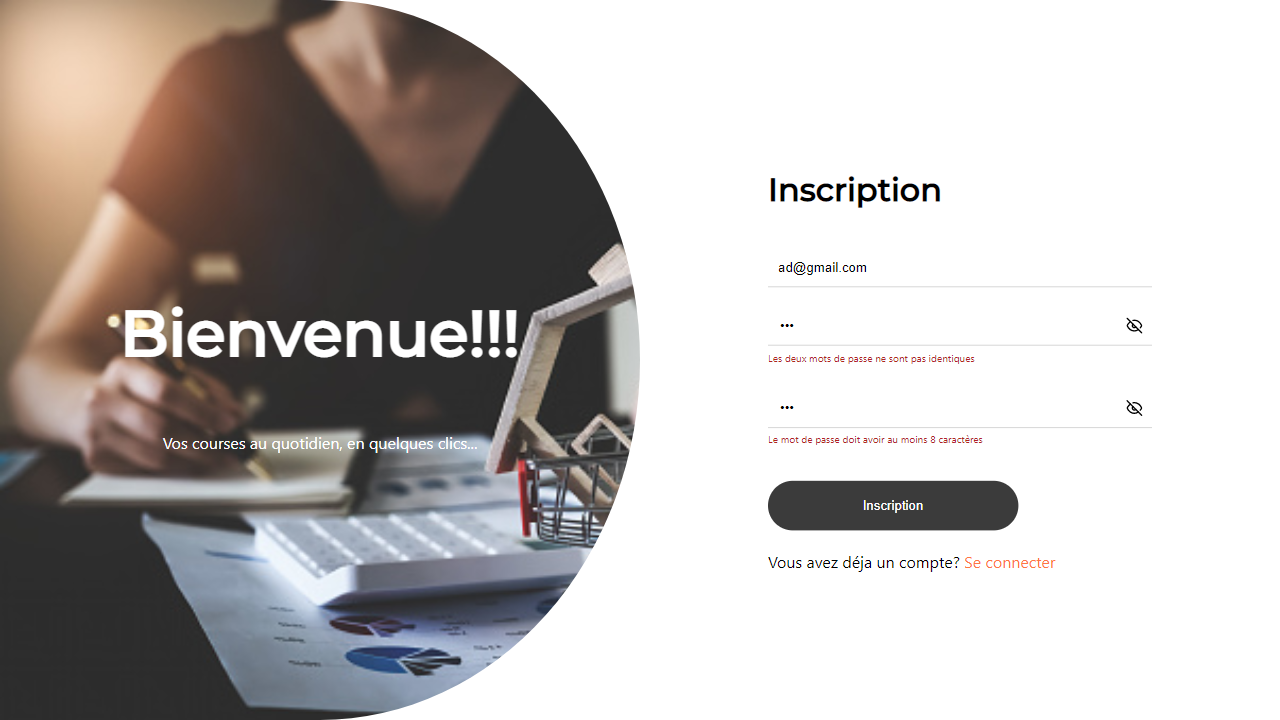 Bienvenue!!!
Vos courses au quotidien, en quelques clics...
Inscription
ad@gmail.com
•••
Les deux mots de passe ne sont pas identiques
•••
Le mot de passe doit avoir au moins 8 caractères
Inscription
Vous avez déja un compte? Se connecter